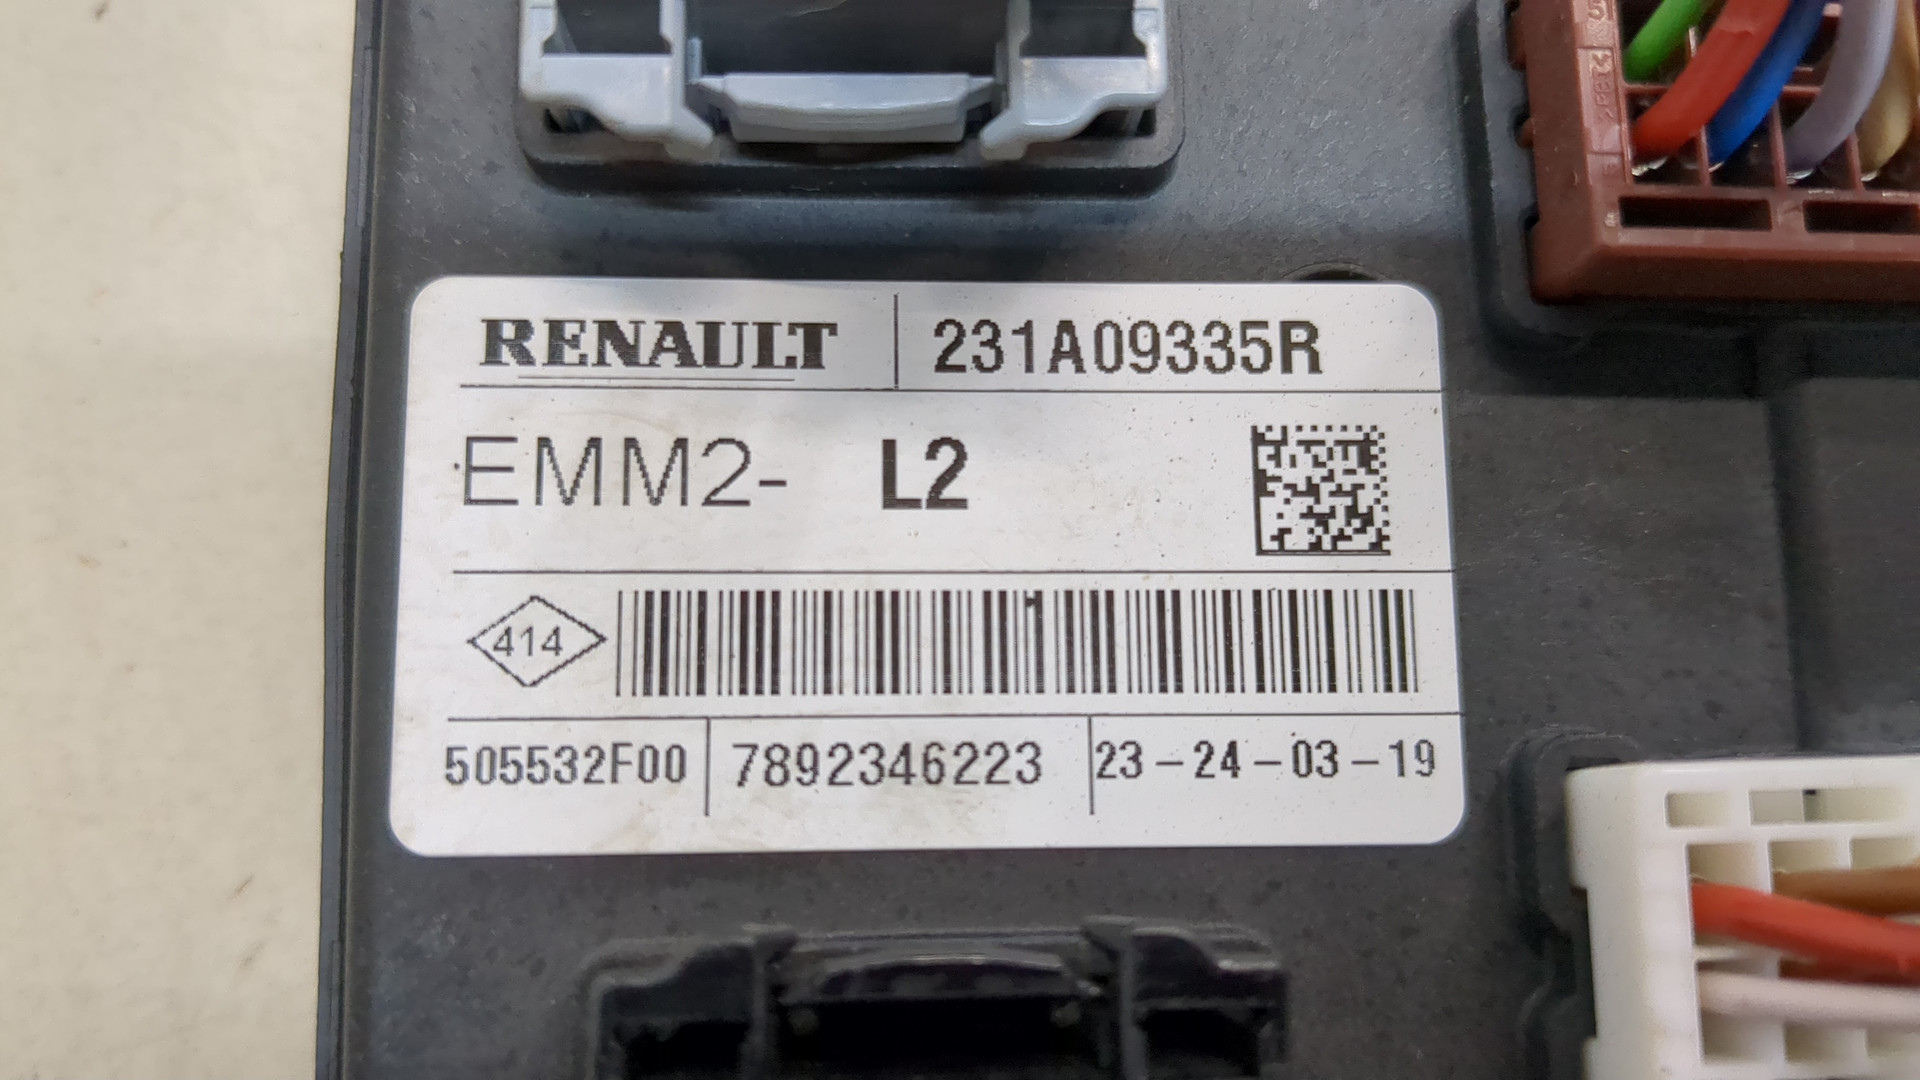 RENAULT 231A09335R
EMM2- L2
414
505532F00 7892346223 23-24-03-19